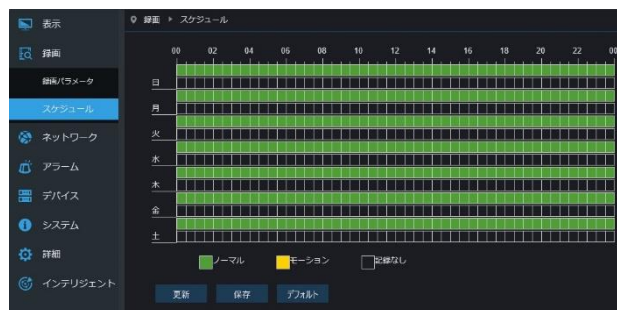 表示
録画
録画パラメータ
スケジュール
ネットワーク
アラーム
デバイス
システム
詳細
インテリジェント
録画 スケジュール
00 02 04 06 08 10 12 14 16 18 20 22 00
日
月
火
水
木
金
土
ノーマル モーション 記録なし
更新 保存 デフォルト